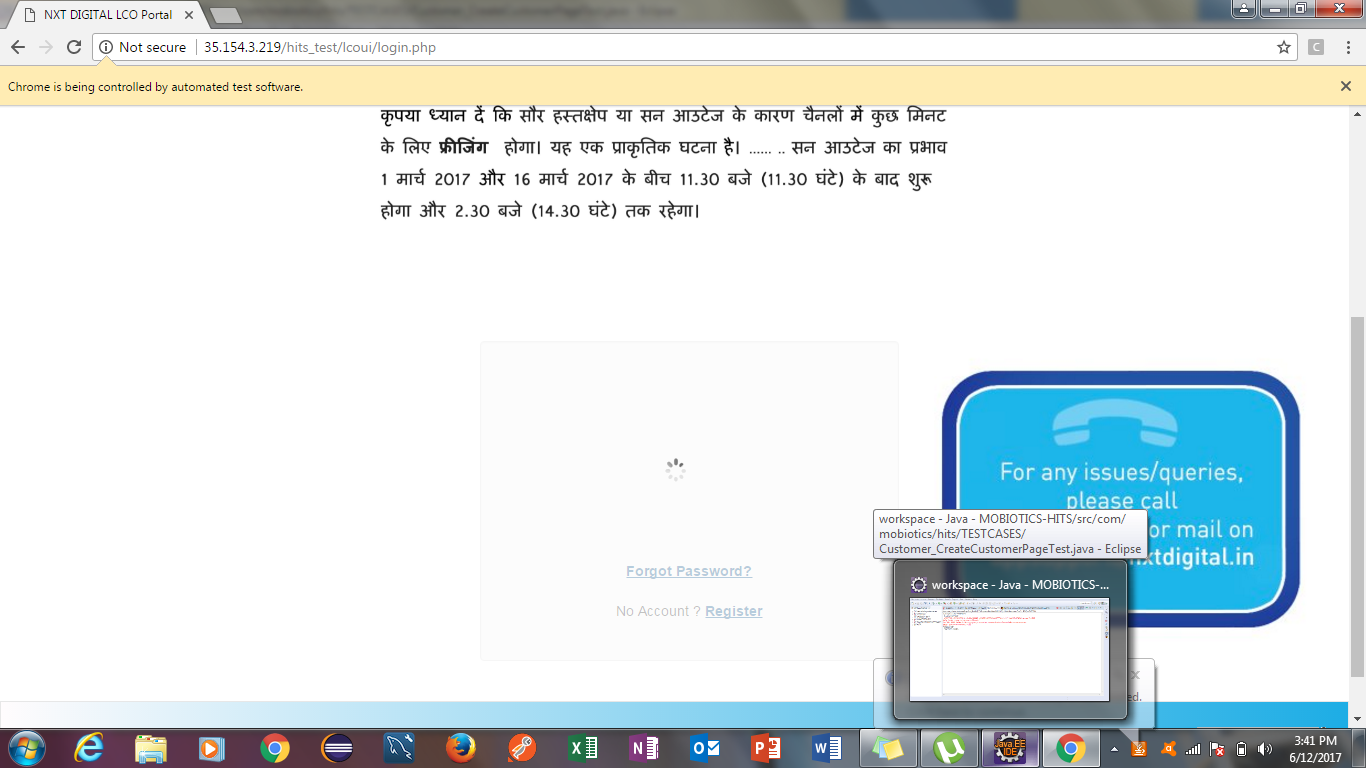 NXT DIGITAL LCO Portal
Not secure
35.154.3.219/hits_test/lcoui/login.php
C
Chrome is being controlled by automated test software.
कृपया ध्यान दें कि सौर हस्तक्षेप या सन आउटेज के कारण चैनलों में कुछ मिनट
के लिए फ्रीजिंग होगा। यह एक प्राकृतिक घटना है। ...... .. सन आउटेज का प्रभाव
1 मार्च 2017 और 16 मार्च 2017 के बीच 11.30 बजे (11.30 घंटे) के बाद शुरू
होगा और 2.30 बजे (14.30 घंटे) तक रहेगा।
For any issues/queries,
please call
or mail on
nxtdigital.in
workspace - Java - MOBIOTICS-HITS/src/com/
mobiotics/hits/TESTCASES/
Customer_CreateCustomerPageTest.java - Eclipse
Forgot Password?
No Account ? Register
workspace - Java - MOBIOTICS-...
ed.
Java EE
IDE
3:41 PM
6/12/2017